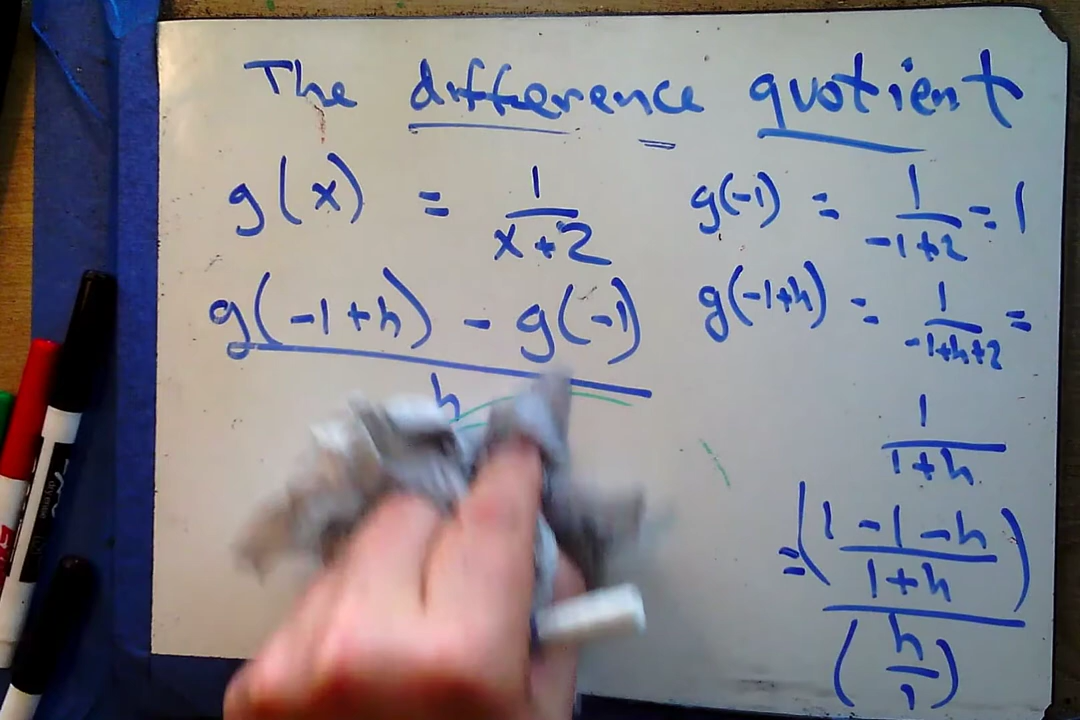 The difference quotient
g(x) = 1/(x+2)
g(-1+h) - g(-1)
h
g(-1) = 1/(-1+2) = 1
g(-1+h) = 1/(-1+h+2) =
1/(1+h)
= ((1-1-h)/(1+h))
(h/1)